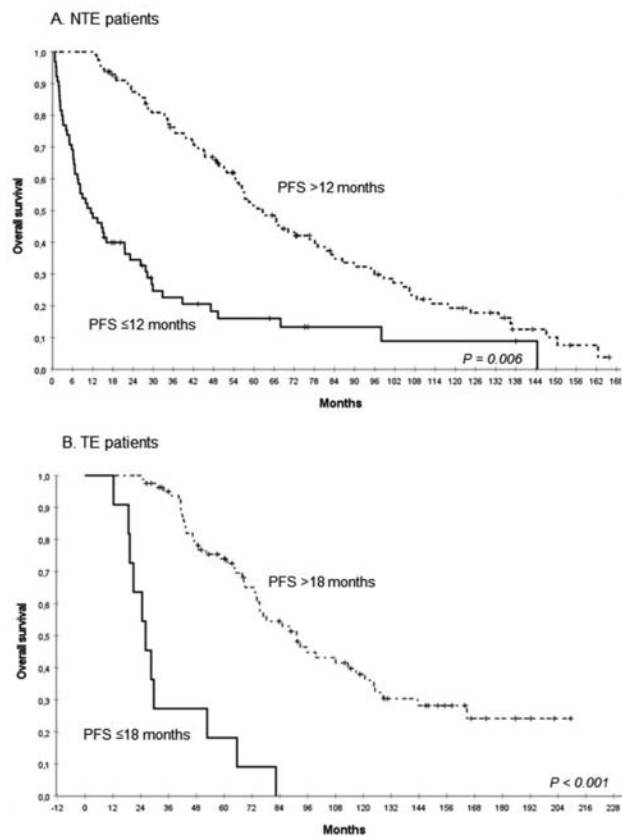 A. NTE patients
1,0
0,9
0,8
0,7
0,6
0,5
0,4
0,3
0,2
0,1
0,0
Overall survival
PFS >12 months
PFS ≤12 months
P = 0.006
0 6 12 18 24 30 36 42 48 54 60 66 72 78 84 90 96 102 108 114 120 126 132 138 144 150 156 162 168
Months
B. TE patients
1,0
0,9
0,8
0,7
0,6
0,5
0,4
0,3
0,2
0,1
0,0
Overall survival
PFS >18 months
PFS ≤18 months
P < 0.001
-12 0 12 24 36 48 60 72 84 96 108 120 132 144 156 168 180 192 204 216 228
Months